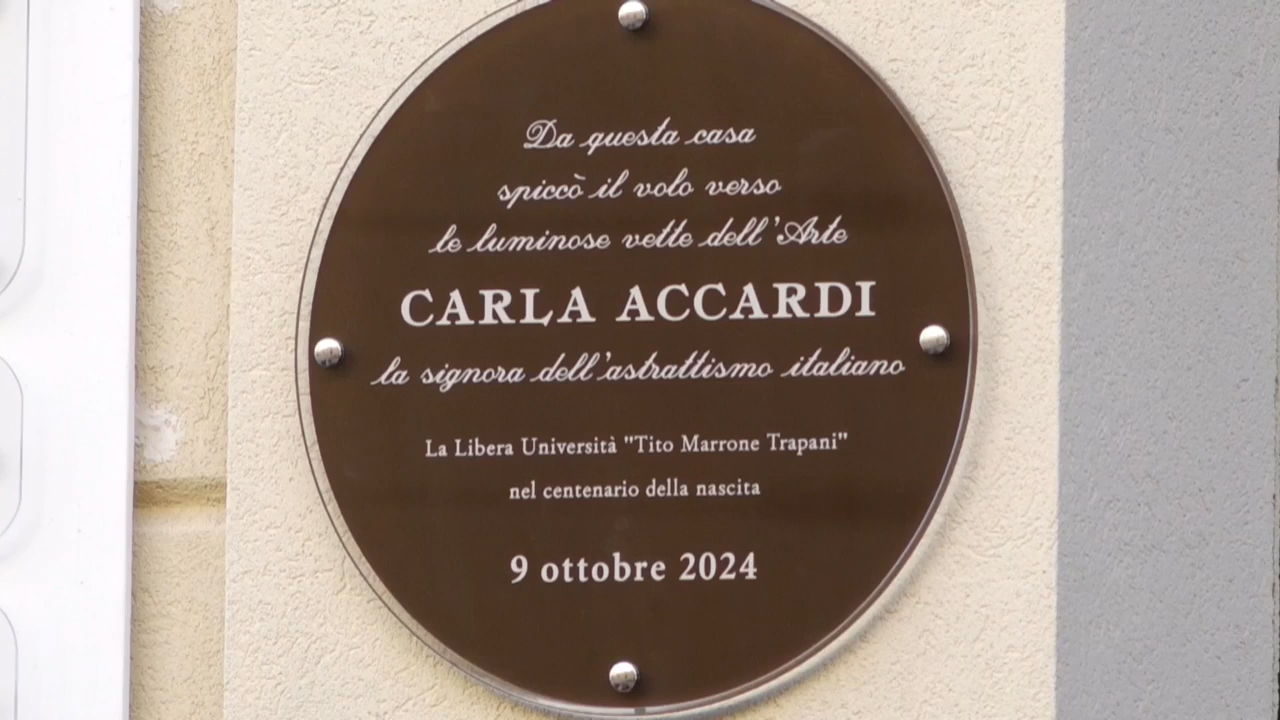 Da questa casa
spiccò il volo verso
le luminose vette dell'Arte
CARLA ACCARDI
la signora dell'astrattismo italiano
La Libera Università "Tito Marrone Trapani"
nel centenario della nascita
9 ottobre 2024